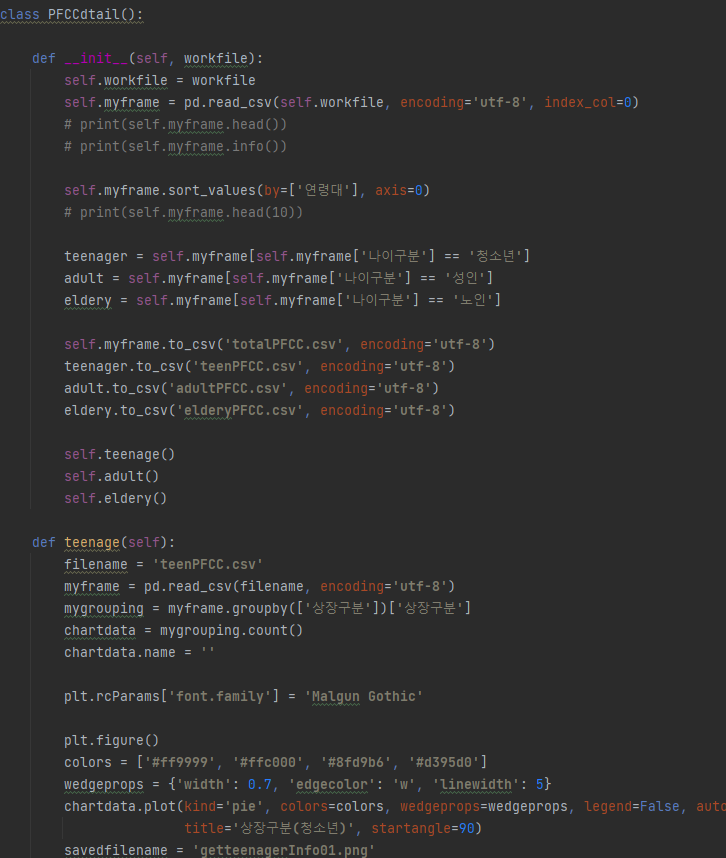 class PFCCdtail():
def __init__(self, workfile):
self.workfile = workfile
self.myframe = pd.read_csv(self.workfile, encoding='utf-8', index_col=0)
# print(self.myframe.head())
# print(self.myframe.info())
self.myframe.sort_values(by=['연령대'], axis=0)
# print(self.myframe.head(10))
teenager = self.myframe[self.myframe['나이구분'] == '청소년']
adult = self.myframe[self.myframe['나이구분'] == '성인']
eldery = self.myframe[self.myframe['나이구분'] == '노인']
self.myframe.to_csv('totalPFCC.csv', encoding='utf-8')
teenager.to_csv('teenPFCC.csv', encoding='utf-8')
adult.to_csv('adultPFCC.csv', encoding='utf-8')
eldery.to_csv('elderyPFCC.csv', encoding='utf-8')
self.teenage()
self.adult()
self.eldery()
def teenage(self):
filename = 'teenPFCC.csv'
myframe = pd.read_csv(filename, encoding='utf-8')
mygrouping = myframe.groupby(['상장구분'])['상장구분']
chartdata = mygrouping.count()
chartdata.name = ''
plt.rcParams['font.family'] = 'Malgun Gothic'
plt.figure()
colors = ['#ff9999', '#ffc000', '#8fd9b6', '#d395d0']
wedgeprops = {'width': 0.7, 'edgecolor': 'w', 'linewidth': 5}
chartdata.plot(kind='pie', colors=colors, wedgeprops=wedgeprops, legend=False, auto
title='상장구분(청소년)', startangle=90)
savedfilename = 'getteenagerInfo01.png'